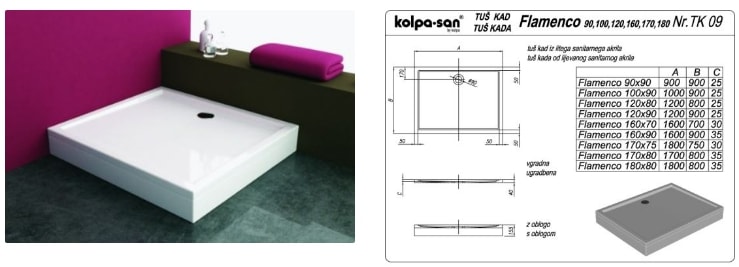 kolpa-san
by kolpa
TUŠ KAD
TUŠ KADA
Flamenco 90,100,120,160,170,180 Nr.TK 09
tuš kad iz litega sanitarnega akrila
tuš kada od lijevanog sanitarnog akrila
A
170
50
Ø90
B
50
50
A B C
Flamenco 90x90 900 900 25
Flamenco 100x90 1000 900 25
Flamenco 120x80 1200 800 25
Flamenco 120x90 1200 900 25
Flamenco 160x70 1600 700 30
Flamenco 160x90 1600 900 35
Flamenco 170x75 1800 750 30
Flamenco 170x80 1700 800 35
Flamenco 180x80 1800 800 35
vgradna
ugradbena
C
40
z oblogo
s oblogom
155